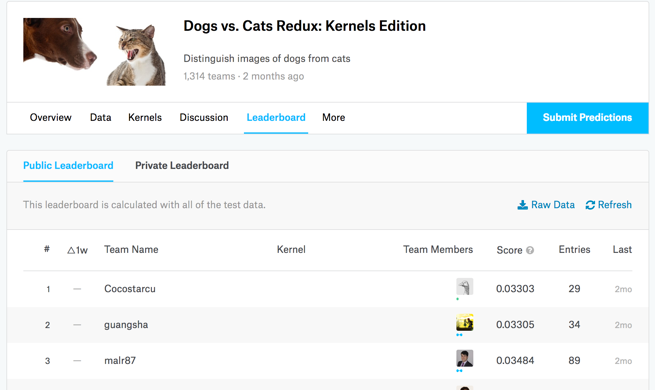 Dogs vs. Cats Redux: Kernels Edition
Distinguish images of dogs from cats
1,314 teams · 2 months ago
Overview Data Kernels Discussion Leaderboard More Submit Predictions
Public Leaderboard Private Leaderboard
This leaderboard is calculated with all of the test data. Raw Data Refresh
# △1w Team Name Kernel Team Members Score Entries Last
1 — Cocostarcu 0.03303 29 2mo
2 — guangsha 0.03305 34 2mo
3 — malr87 0.03484 89 2mo